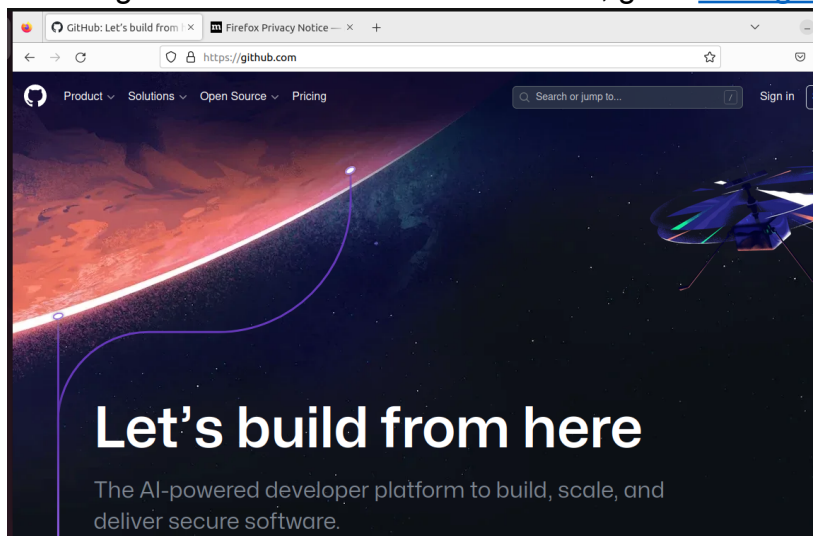 GitHub: Let's build from
Firefox Privacy Notice —
https://github.com
Product
Solutions
Open Source
Pricing
Search or jump to...
/
Sign in
Let's build from here
The AI-powered developer platform to build, scale, and
deliver secure software.